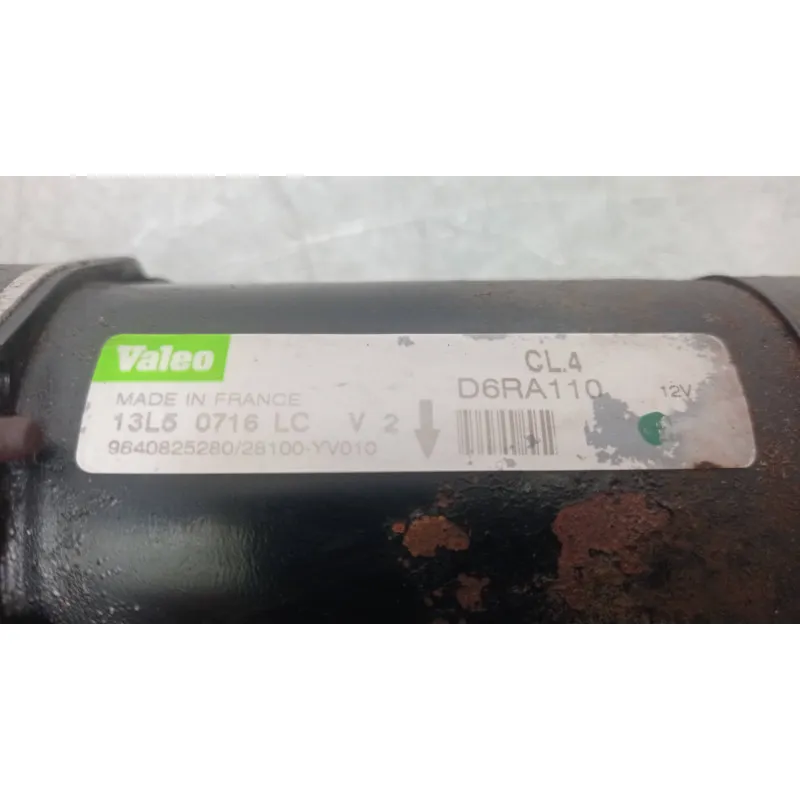 Valeo
MADE IN FRANCE
13L5 0716 LC V 2
9640825280/28100-YV010
CL.4
D6RA110 12V